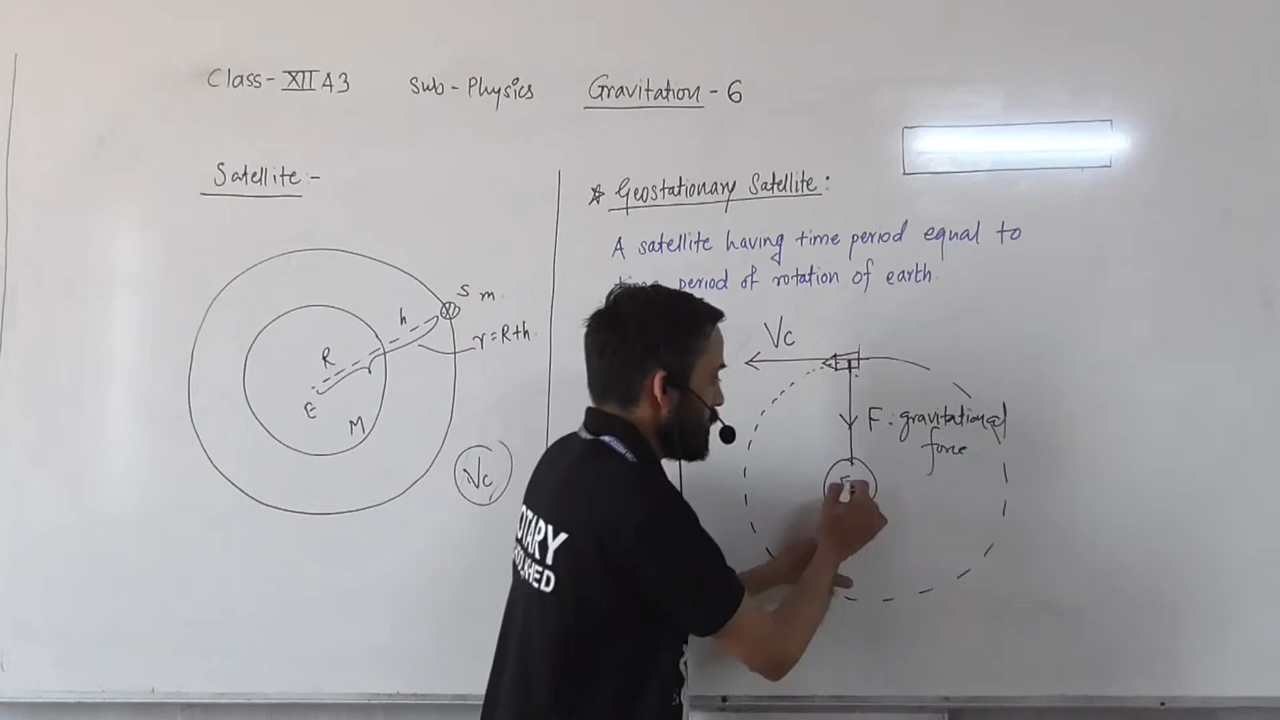 Class - XII A3 Sub - Physics Gravitation - 6
Satellite -
S m
h
r = R+h
R
E
M
Vc
* Geostationary Satellite :
A satellite having time period equal to
time period of rotation of earth.
Vc
F : gravitational
force
OTARY